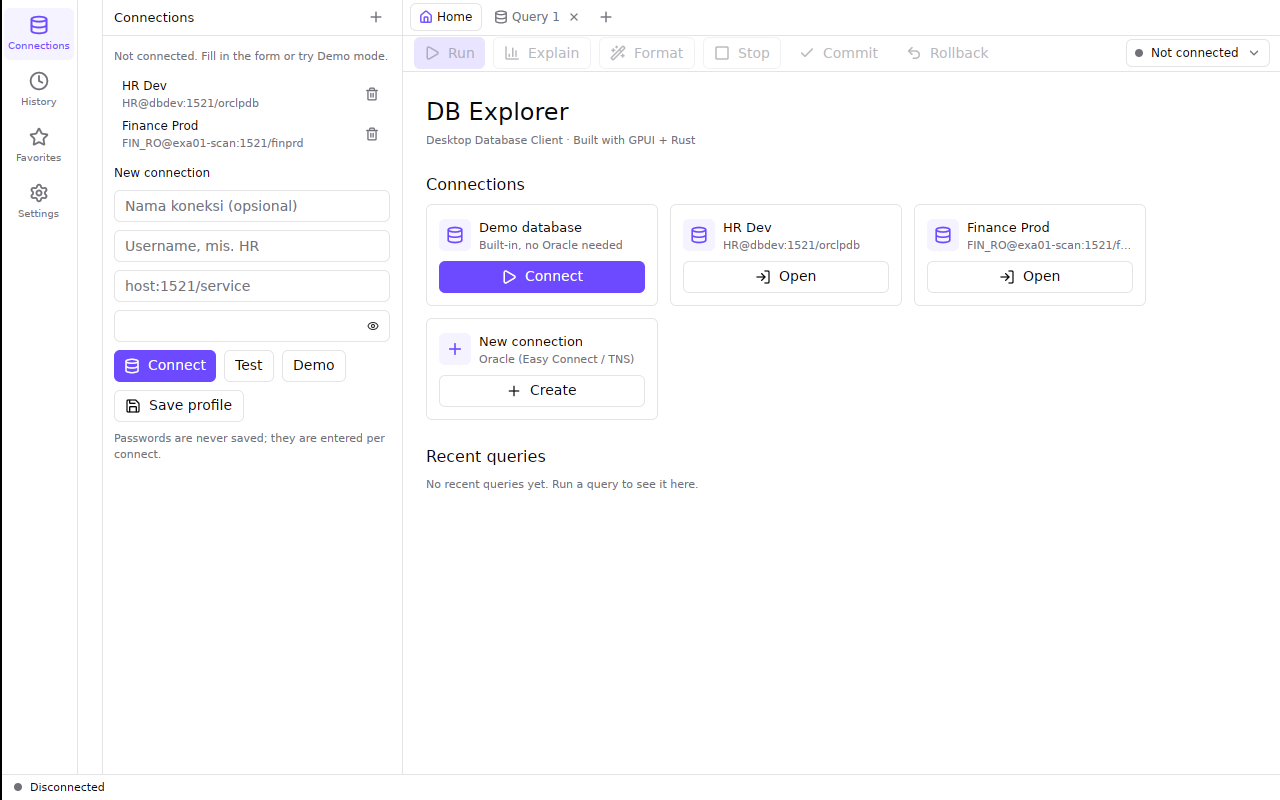 Connections
History
Favorites
Settings
Connections
Not connected. Fill in the form or try Demo mode.
HR Dev
HR@dbdev:1521/orclpdb
Finance Prod
FIN_RO@exa01-scan:1521/finprd
New connection
Nama koneksi (opsional)
Username, mis. HR
host:1521/service
Connect
Test
Demo
Save profile
Passwords are never saved; they are entered per
connect.
Home
Query 1
Run
Explain
Format
Stop
Commit
Rollback
Not connected
DB Explorer
Desktop Database Client · Built with GPUI + Rust
Connections
Demo database
Built-in, no Oracle needed
Connect
HR Dev
HR@dbdev:1521/orclpdb
Open
Finance Prod
FIN_RO@exa01-scan:1521/f...
Open
New connection
Oracle (Easy Connect / TNS)
Create
Recent queries
No recent queries yet. Run a query to see it here.
Disconnected